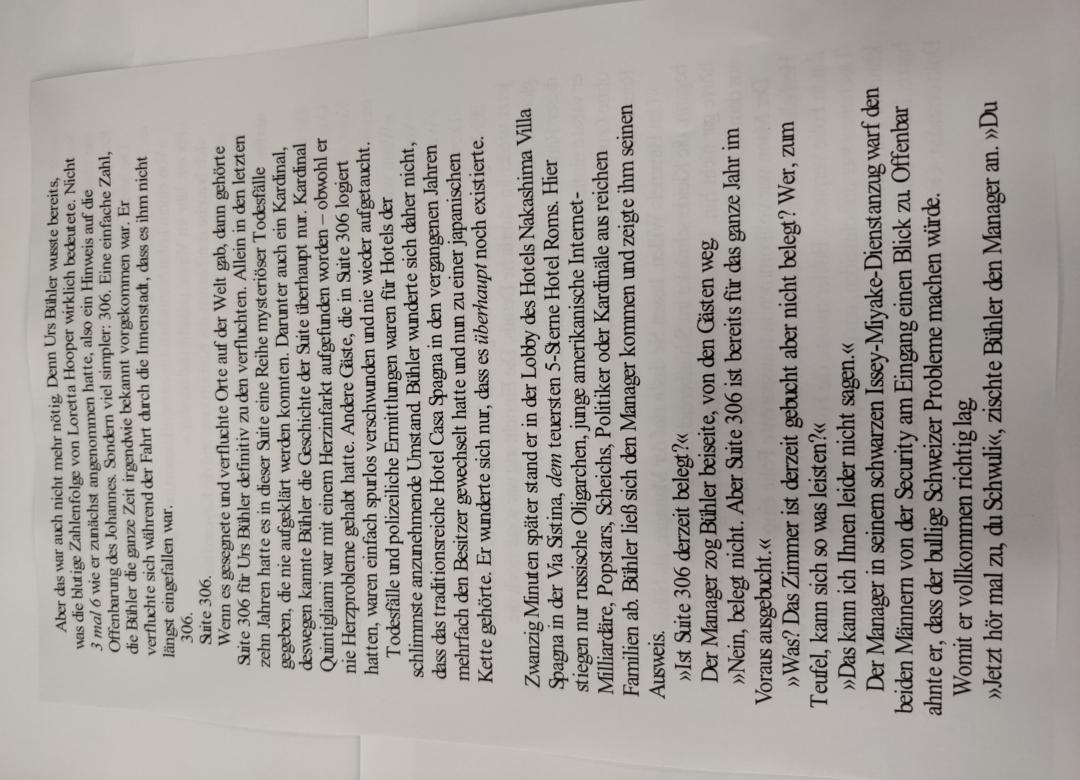 Aber das war auch nicht mehr nötig. Denn Urs Bühler wusste bereits,
was die blutige Zahlenfolge von Loretta Hooper wirklich bedeutete. Nicht
3 mal 6 wie er zunächst angenommen hatte, also ein Hinweis auf die
Offenbarung des Johannes. Sondern viel simpler: 306. Eine einfache Zahl,
die Bühler die ganze Zeit irgendwie bekannt vorgekommen war. Er
verfluchte sich während der Fahrt durch die Innenstadt, dass es ihm nicht
längst eingefallen war.
306.
Suite 306.
Wenn es gesegnete und verfluchte Orte auf der Welt gab, dann gehörte
Suite 306 für Urs Bühler definitiv zu den verfluchten. Allein in den letzten
zehn Jahren hatte es in dieser Suite eine Reihe mysteriöser Todesfälle
gegeben, die nie aufgeklärt werden konnten. Darunter auch ein Kardinal,
deswegen kannte Bühler die Geschichte der Suite überhaupt nur. Kardinal
Quintigliami war mit einem Herzinfarkt aufgefunden worden – obwohl er
nie Herzprobleme gehabt hatte. Andere Gäste, die in Suite 306 logiert
hatten, waren einfach spurlos verschwunden und nie wieder aufgetaucht.
Todesfälle und polizeiliche Ermittlungen waren für Hotels der
schlimmste anzunehmende Umstand. Bühler wunderte sich daher nicht,
dass das traditionsreiche Hotel Casa Spagna in den vergangenen Jahren
mehrfach den Besitzer gewechselt hatte und nun zu einer japanischen
Kette gehörte. Er wunderte sich nur, dass es überhaupt noch existierte.
Zwanzig Minuten später stand er in der Lobby des Hotels Nakashima Villa
Spagna in der Via Sistina, dem teuersten 5-Sterne Hotel Roms. Hier
stiegen nur russische Oligarchen, junge amerikanische Internet-
Milliardäre, Popstars, Scheichs, Politiker oder Kardinäle aus reichen
Familien ab. Bühler ließ sich den Manager kommen und zeigte ihm seinen
Ausweis.
»Ist Suite 306 derzeit belegt?«
Der Manager zog Bühler beiseite, von den Gästen weg.
»Nein, belegt nicht. Aber Suite 306 ist bereits für das ganze Jahr im
Voraus ausgebucht.«
»Was? Das Zimmer ist derzeit gebucht aber nicht belegt? Wer, zum
Teufel, kann sich so was leisten?«
»Das kann ich Ihnen leider nicht sagen.«
Der Manager in seinem schwarzen Issey-Miyake-Dienstanzug warf den
beiden Männern von der Security am Eingang einen Blick zu. Offenbar
ahnte er, dass der bullige Schweizer Probleme machen würde.
Womit er vollkommen richtig lag.
»Jetzt hör mal zu, du Schwuli«, zischte Bühler den Manager an. »Du